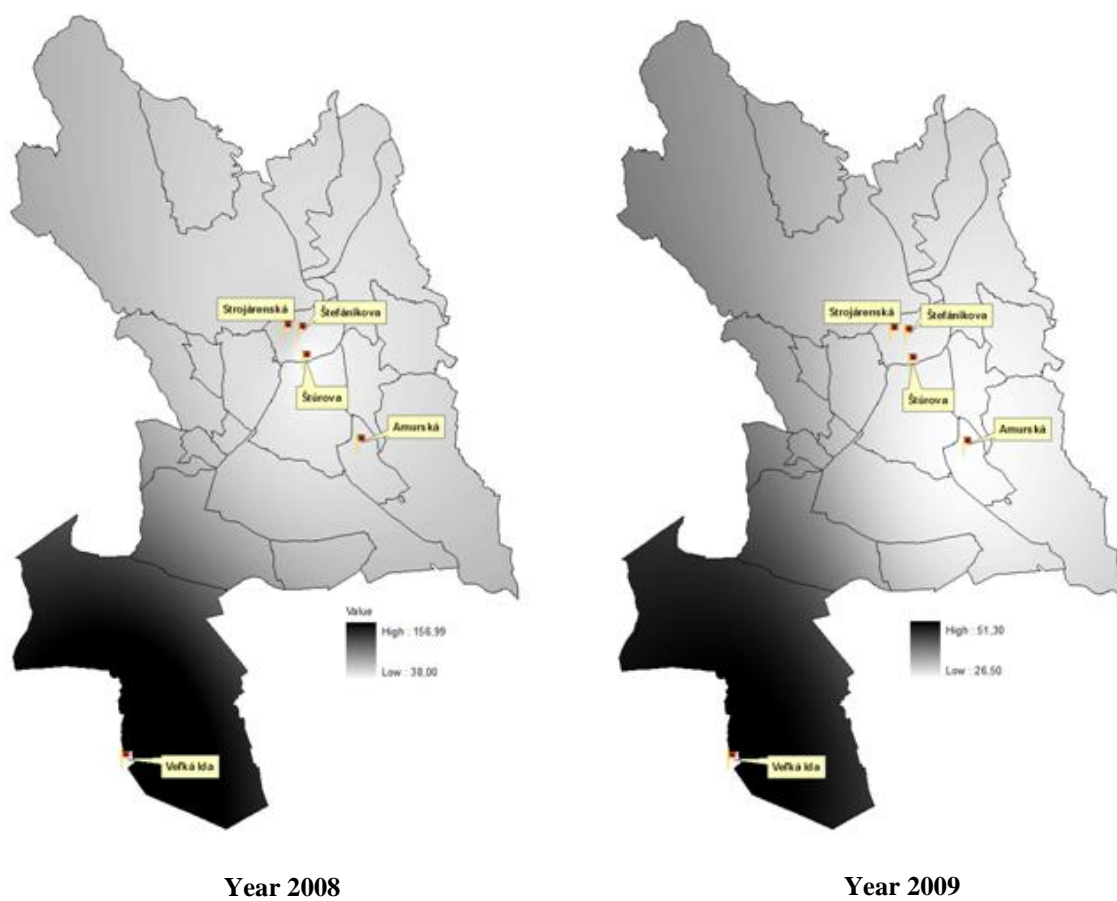 Strojárenská
Štefánikova
Štúrova
Amurská
Value
High : 156,99
Low : 38,00
Veľká Ida
Year 2008
Strojárenská
Štefánikova
Štúrova
Amurská
High : 51,30
Low : 26,50
Veľká Ida
Year 2009